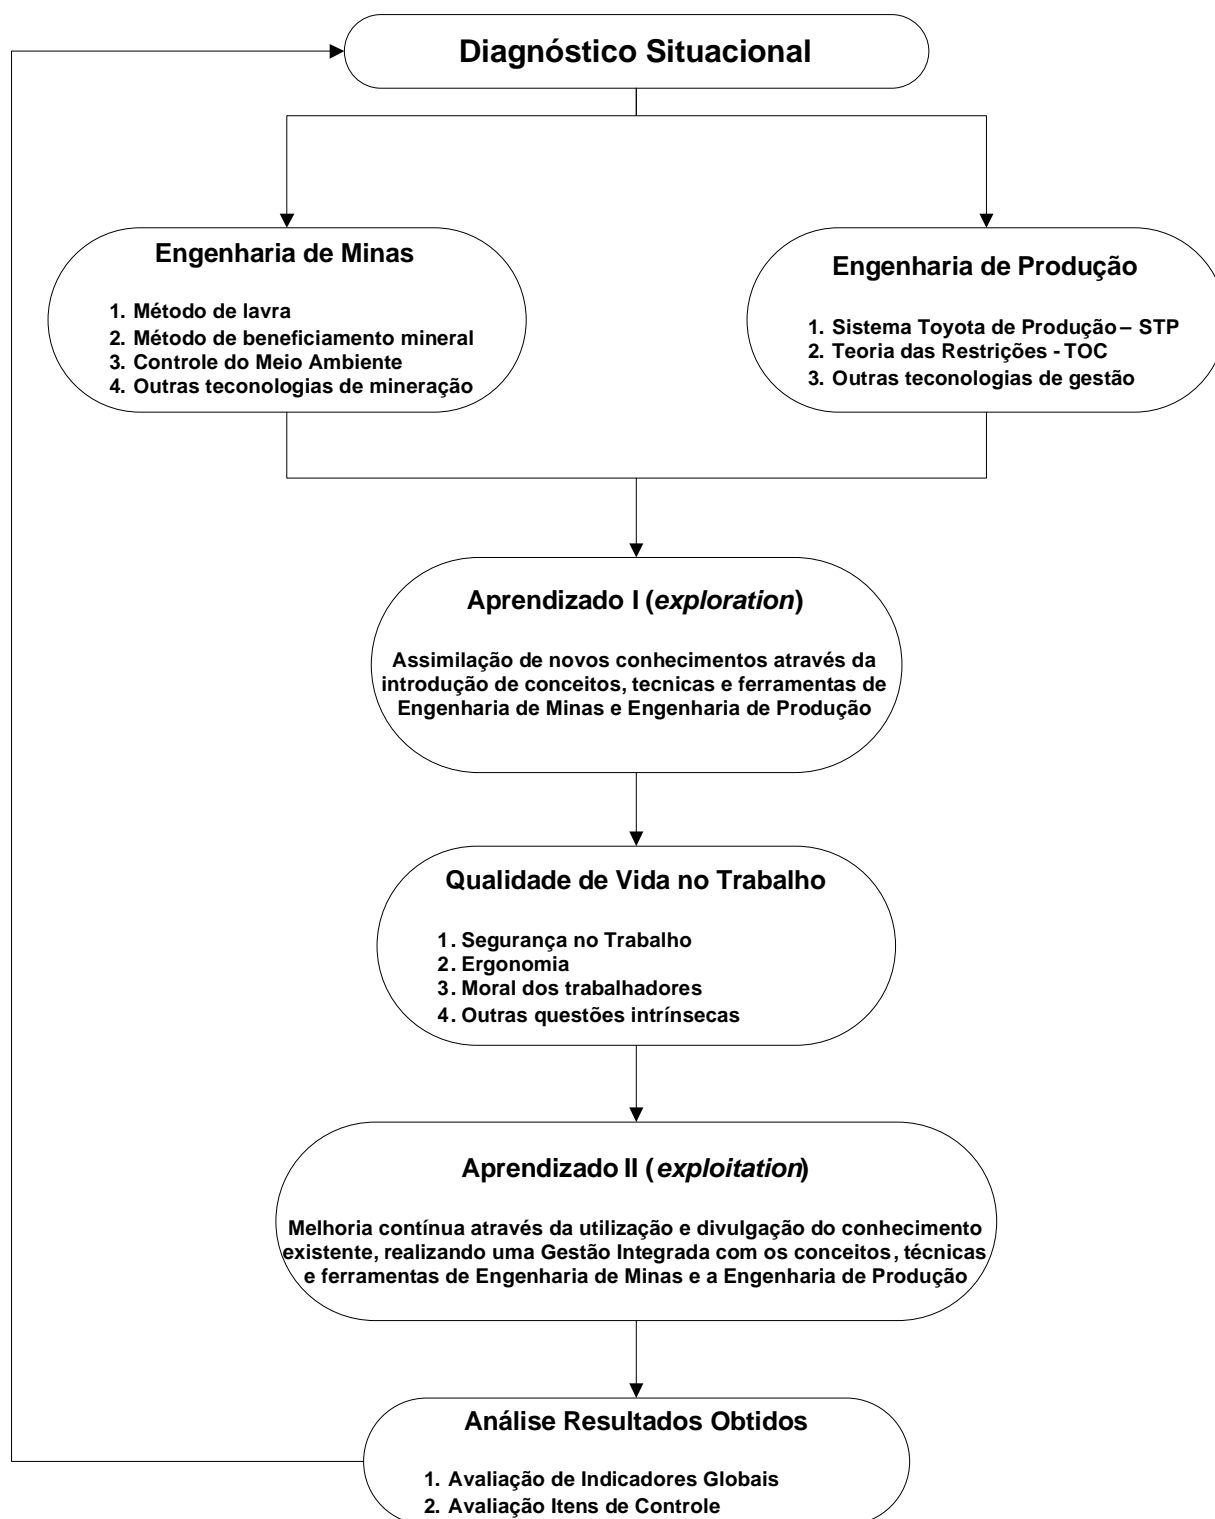 Diagnóstico Situacional
Engenharia de Minas
1. Método de lavra
2. Método de beneficiamento mineral
3. Controle do Meio Ambiente
4. Outras teconologias de mineração
Engenharia de Produção
1. Sistema Toyota de Produção – STP
2. Teoria das Restrições - TOC
3. Outras teconologias de gestão
Aprendizado I (exploration)
Assimilação de novos conhecimentos através da
introdução de conceitos, tecnicas e ferramentas de
Engenharia de Minas e Engenharia de Produção
Qualidade de Vida no Trabalho
1. Segurança no Trabalho
2. Ergonomia
3. Moral dos trabalhadores
4. Outras questões intrínsecas
Aprendizado II (exploitation)
Melhoria contínua através da utilização e divulgação do conhecimento
existente, realizando uma Gestão Integrada com os conceitos, técnicas
e ferramentas de Engenharia de Minas e a Engenharia de Produção
Análise Resultados Obtidos
1. Avaliação de Indicadores Globais
2. Avaliação Itens de Controle